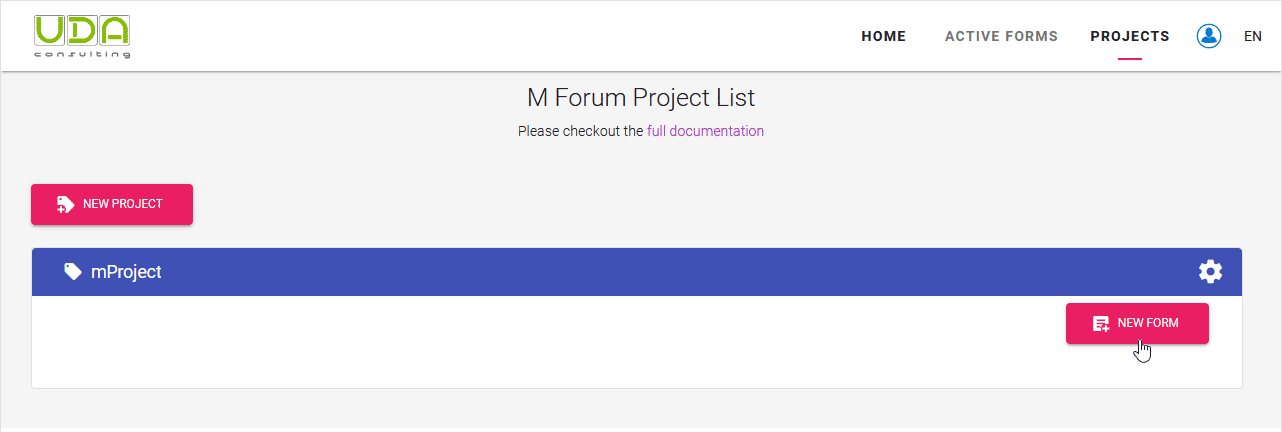 UDA
consulting
HOME ACTIVE FORMS PROJECTS EN
M Forum Project List
Please checkout the full documentation
NEW PROJECT
mProject
NEW FORM